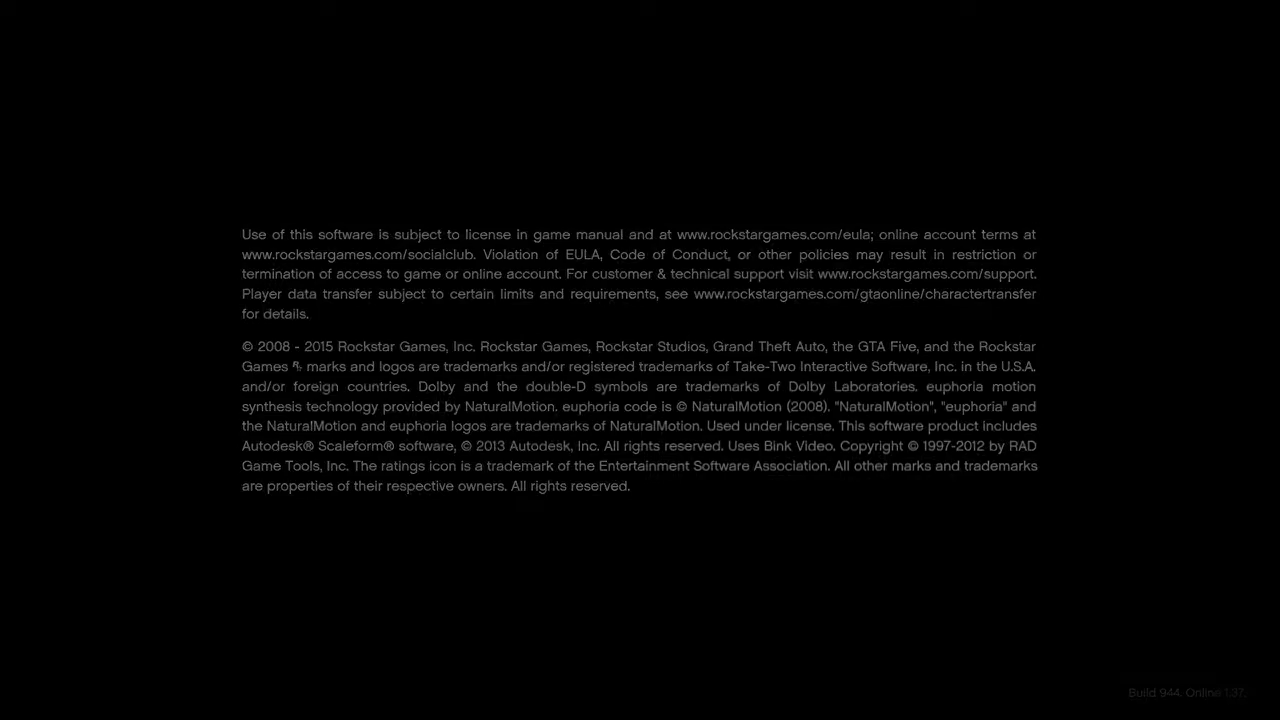 Use of this software is subject to license in game manual and at www.rockstargames.com/eula; online account terms at
www.rockstargames.com/socialclub. Violation of EULA, Code of Conduct, or other policies may result in restriction or
termination of access to game or online account. For customer & technical support visit www.rockstargames.com/support.
Player data transfer subject to certain limits and requirements, see www.rockstargames.com/gtaonline/charactertransfer
for details.
© 2008 - 2015 Rockstar Games, Inc. Rockstar Games, Rockstar Studios, Grand Theft Auto, the GTA Five, and the Rockstar
Games R* marks and logos are trademarks and/or registered trademarks of Take-Two Interactive Software, Inc. in the U.S.A.
and/or foreign countries. Dolby and the double-D symbols are trademarks of Dolby Laboratories. euphoria motion
synthesis technology provided by NaturalMotion. euphoria code is © NaturalMotion (2008). "NaturalMotion", "euphoria" and
the NaturalMotion and euphoria logos are trademarks of NaturalMotion. Used under license. This software product includes
Autodesk® Scaleform® software, © 2013 Autodesk, Inc. All rights reserved. Uses Bink Video. Copyright © 1997-2012 by RAD
Game Tools, Inc. The ratings icon is a trademark of the Entertainment Software Association. All other marks and trademarks
are properties of their respective owners. All rights reserved.
Build 944. Online 1.37.